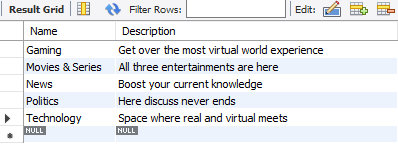 Result Grid Filter Rows: Edit:
Name Description
Gaming Get over the most virtual world experience
Movies & Series All three entertainments are here
News Boost your current knowledge
Politics Here discuss never ends
Technology Space where real and virtual meets
NULL NULL